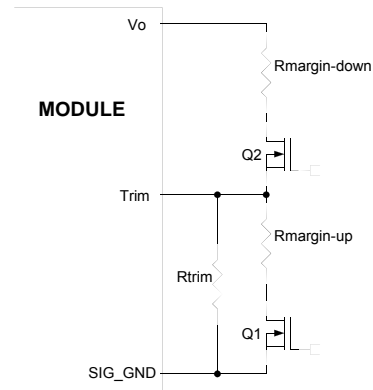 Vo
Rmargin-down
MODULE
Q2
Trim
Rmargin-up
Rtrim
Q1
SIG_GND